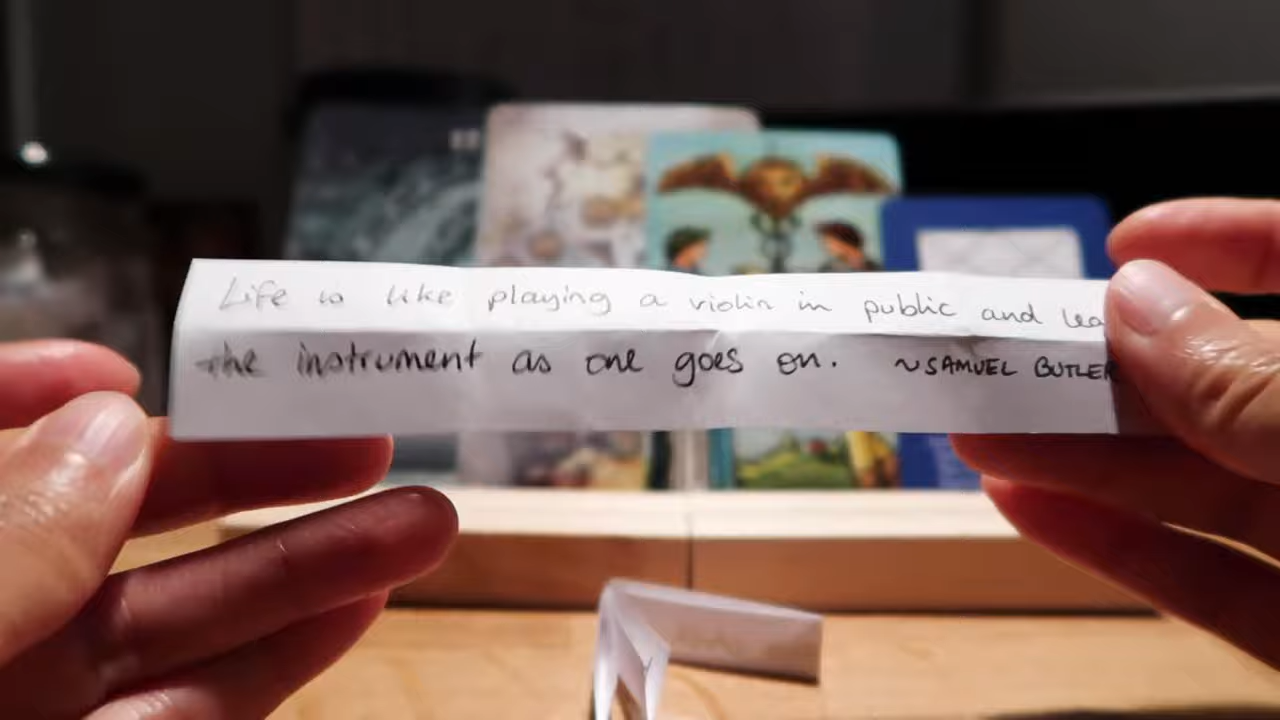 Life is like playing a violin in public and lea
the instrument as one goes on. ~SAMUEL BUTLER